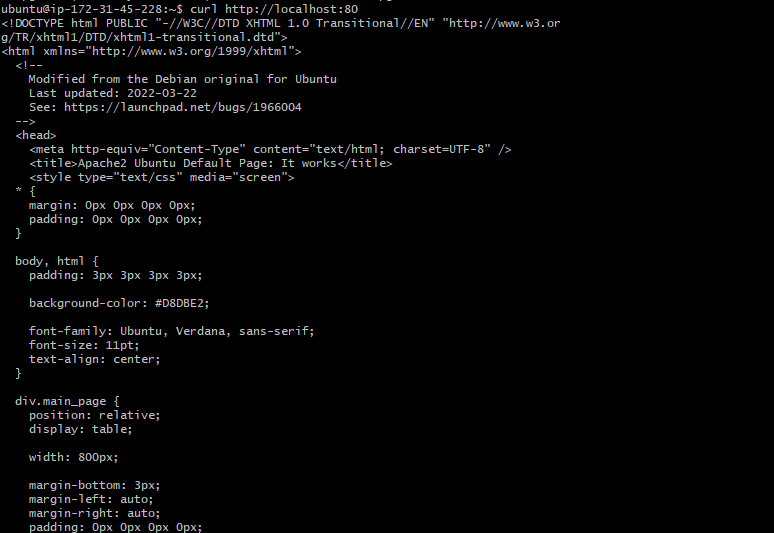 ubuntu@ip-172-31-45-228:~$ curl http://localhost:80
<!DOCTYPE html PUBLIC "-//W3C//DTD XHTML 1.0 Transitional//EN" "http://www.w3.or
g/TR/xhtml1/DTD/xhtml1-transitional.dtd">
<html xmlns="http://www.w3.org/1999/xhtml">
  <!--
    Modified from the Debian original for Ubuntu
    Last updated: 2022-03-22
    See: https://launchpad.net/bugs/1966004
  -->
  <head>
    <meta http-equiv="Content-Type" content="text/html; charset=UTF-8" />
    <title>Apache2 Ubuntu Default Page: It works</title>
    <style type="text/css" media="screen">
  * {
    margin: 0px 0px 0px 0px;
    padding: 0px 0px 0px 0px;
  }

  body, html {
    padding: 3px 3px 3px 3px;

    background-color: #D8DBE2;

    font-family: Ubuntu, Verdana, sans-serif;
    font-size: 11pt;
    text-align: center;
  }

  div.main_page {
    position: relative;
    display: table;

    width: 800px;

    margin-bottom: 3px;
    margin-left: auto;
    margin-right: auto;
    padding: 0px 0px 0px 0px;